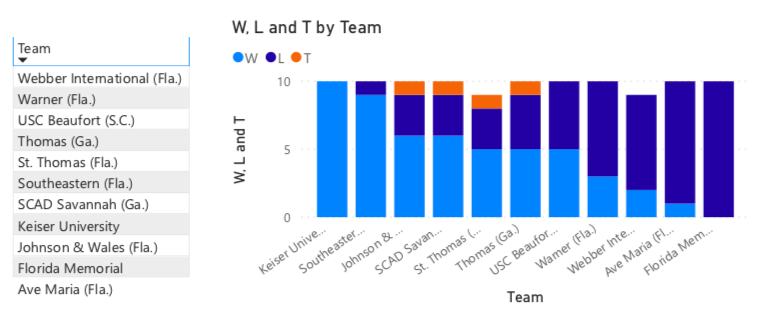 Team
Webber International (Fla.)
Warner (Fla.)
USC Beaufort (S.C.)
Thomas (Ga.)
St. Thomas (Fla.)
Southeastern (Fla.)
SCAD Savannah (Ga.)
Keiser University
Johnson & Wales (Fla.)
Florida Memorial
Ave Maria (Fla.)
W, L and T by Team
W L T
W, L and T
10
5
0
Keiser Unive...
Southeaster...
Johnson & ...
SCAD Savan...
St. Thomas (...
Thomas (Ga.)
USC Beaufor...
Warner (Fla.)
Webber Inte...
Ave Maria (Fl...
Florida Mem...
Team